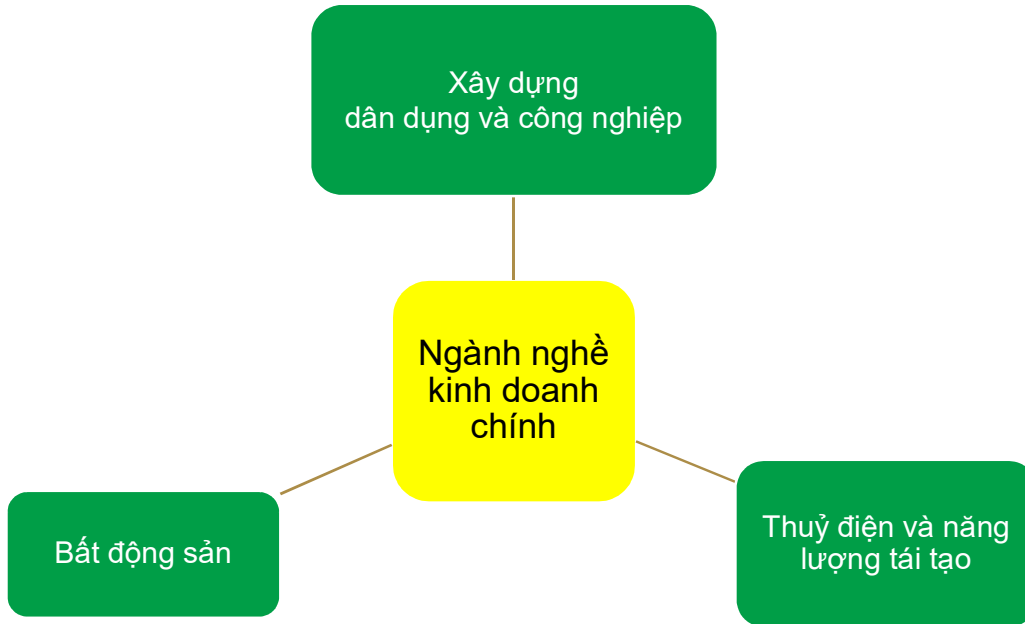 Xây dựng
dân dụng và công nghiệp
Ngành nghề
kinh doanh
chính
Bất động sản
Thuỷ điện và năng
lượng tái tạo